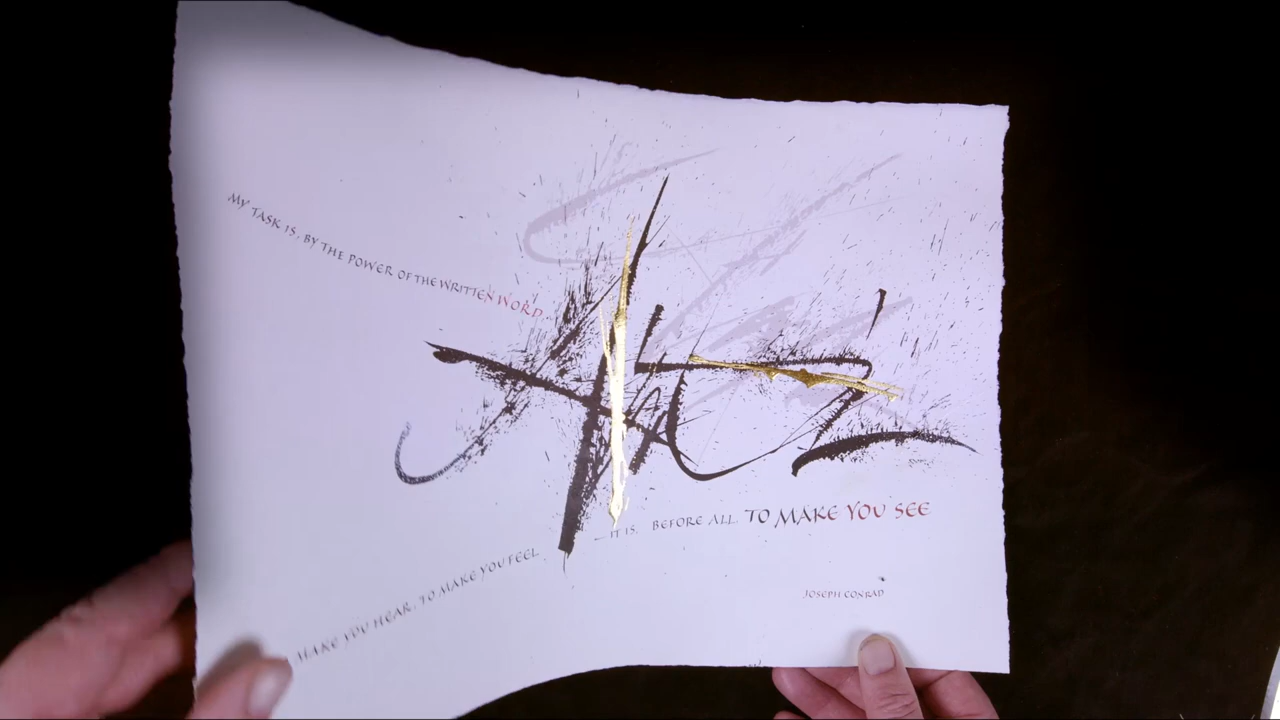 MY TASK IS, BY THE POWER OF THE WRITTEN WORD
MAKE YOU HEAR, TO MAKE YOU FEEL
— IT IS, BEFORE ALL, TO MAKE YOU SEE
JOSEPH CONRAD